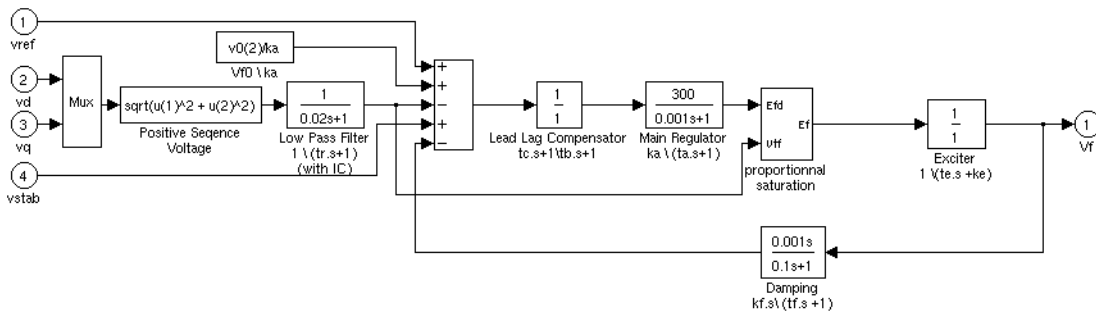 1
vref
v0(2)/ka
Vf0 \ ka
2
vd
3
vq
Mux
sqrt(u(1)^2 + u(2)^2)
Positive Seqence
Voltage
1
0.02s+1
Low Pass Filter
1 \ (tr.s+1)
(with IC)
4
vstab
+
+
−
+
−
1
1
Lead Lag Compensator
tc.s+1\tb.s+1
300
0.001s+1
Main Regulator
ka \ (ta.s+1)
Efd
Ef
Vtf
proportionnal
saturation
1
1
Exciter
1 \(te.s +ke)
1
Vf
0.001s
0.1s+1
Damping
kf.s\ (tf.s +1)